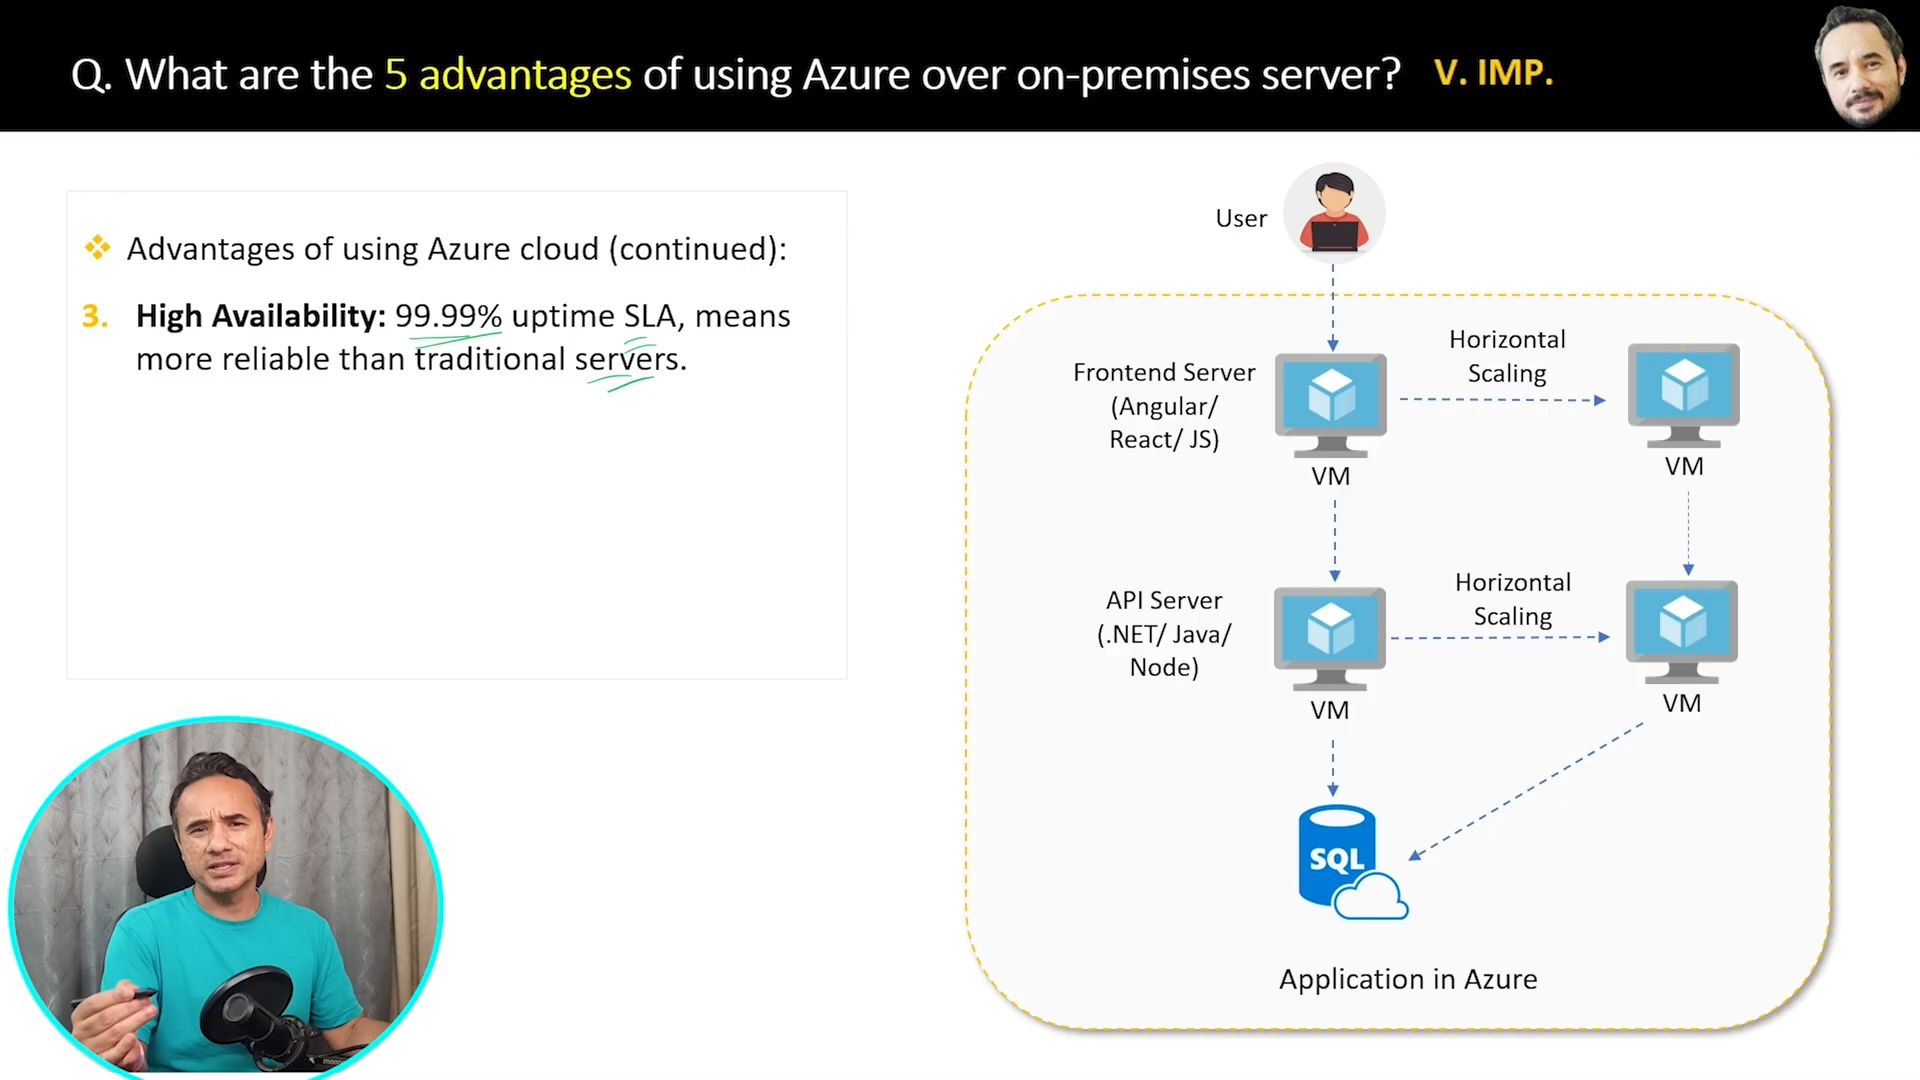 Q. What are the 5 advantages of using Azure over on-premises server? V. IMP.
❖ Advantages of using Azure cloud (continued):
3. High Availability: 99.99% uptime SLA, means
more reliable than traditional servers.
User
Horizontal
Scaling
Frontend Server
(Angular/
React/ JS)
VM
VM
Horizontal
Scaling
API Server
(.NET/ Java/
Node)
VM
VM
SQL
Application in Azure